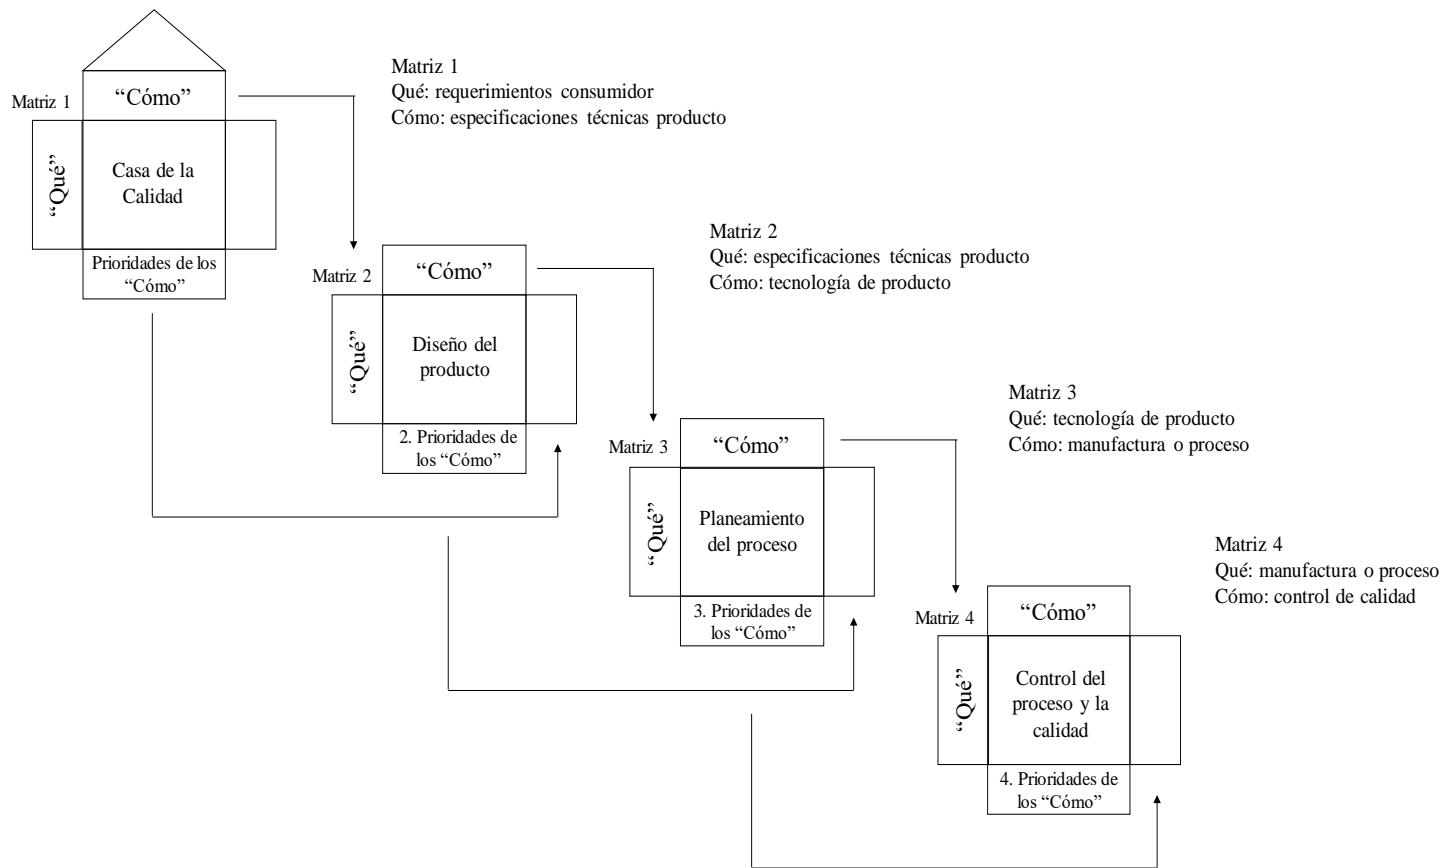 Matriz 1
“Cómo”
“Qué”
Casa de la
Calidad
Prioridades de los
“Cómo”
Matriz 1
Qué: requerimientos consumidor
Cómo: especificaciones técnicas producto
Matriz 2
“Cómo”
“Qué”
Diseño del
producto
2. Prioridades de
los “Cómo”
Matriz 2
Qué: especificaciones técnicas producto
Cómo: tecnología de producto
Matriz 3
“Cómo”
“Qué”
Planeamiento
del proceso
3. Prioridades de
los “Cómo”
Matriz 3
Qué: tecnología de producto
Cómo: manufactura o proceso
Matriz 4
“Cómo”
“Qué”
Control del
proceso y la
calidad
4. Prioridades de
los “Cómo”
Matriz 4
Qué: manufactura o proceso
Cómo: control de calidad